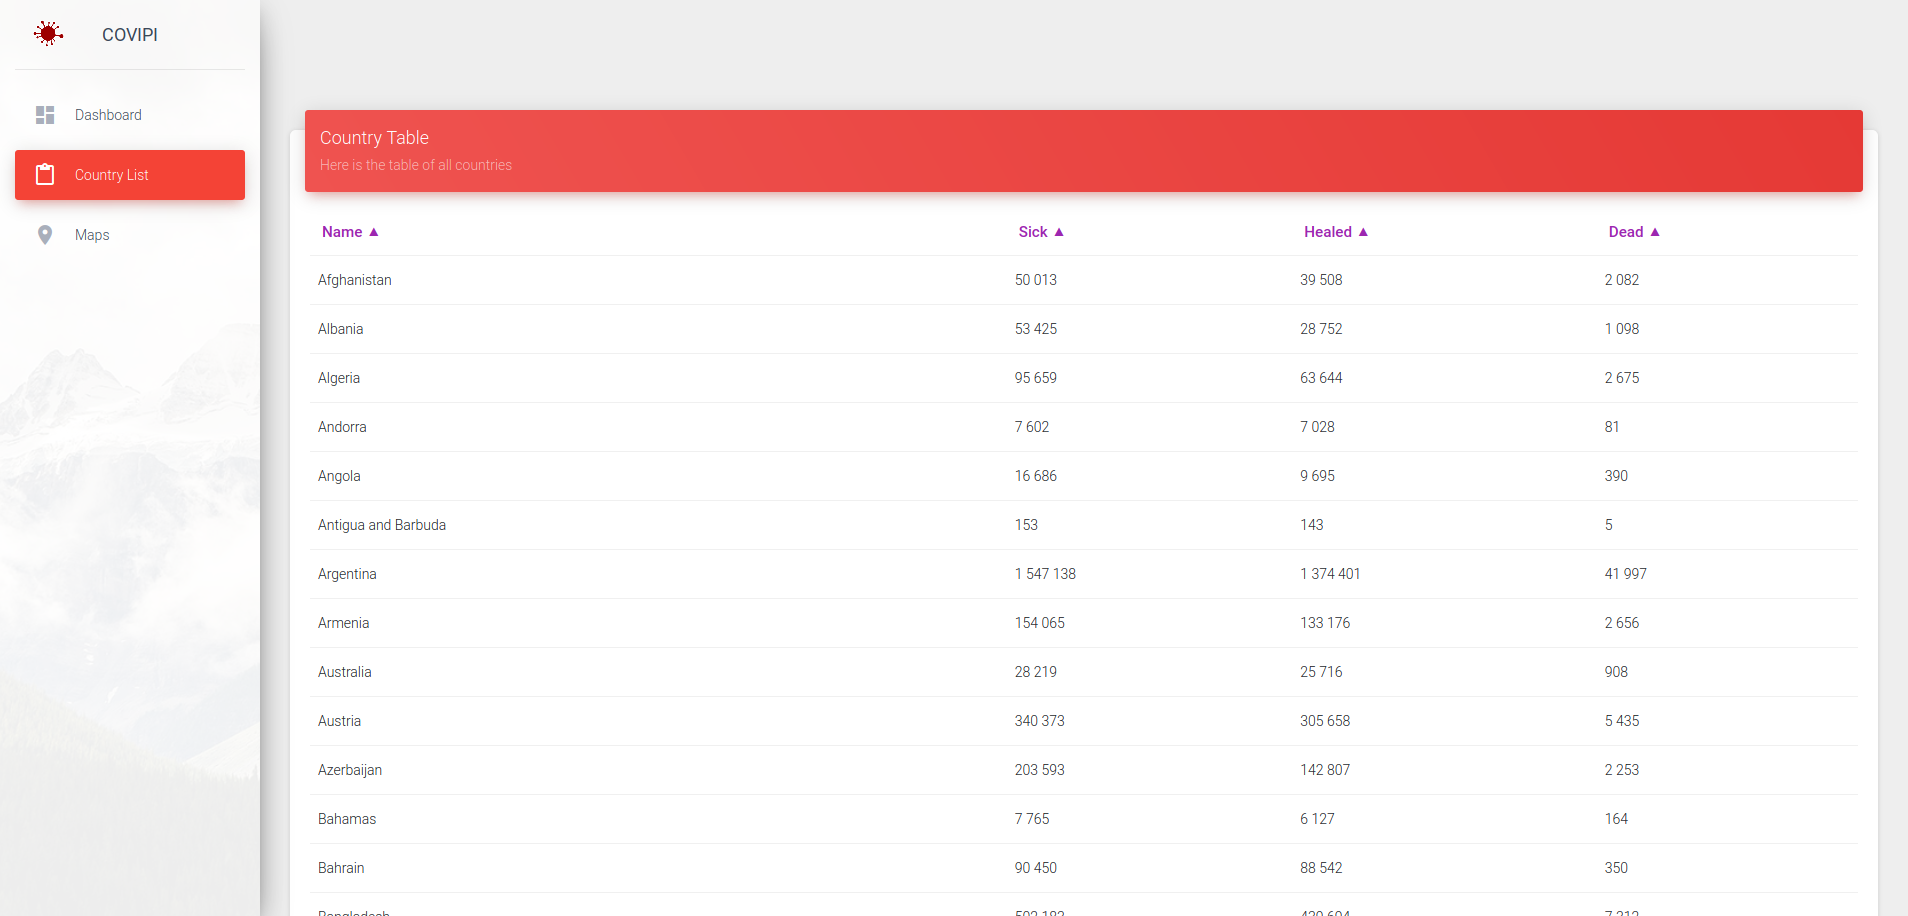 COVIPI
Dashboard
Country List
Maps
Country Table
Here is the table of all countries
Name ▲ Sick ▲ Healed ▲ Dead ▲
Afghanistan 50 013 39 508 2 082
Albania 53 425 28 752 1 098
Algeria 95 659 63 644 2 675
Andorra 7 602 7 028 81
Angola 16 686 9 695 390
Antigua and Barbuda 153 143 5
Argentina 1 547 138 1 374 401 41 997
Armenia 154 065 133 176 2 656
Australia 28 219 25 716 908
Austria 340 373 305 658 5 435
Azerbaijan 203 593 142 807 2 253
Bahamas 7 765 6 127 164
Bahrain 90 450 88 542 350
Bangladesh